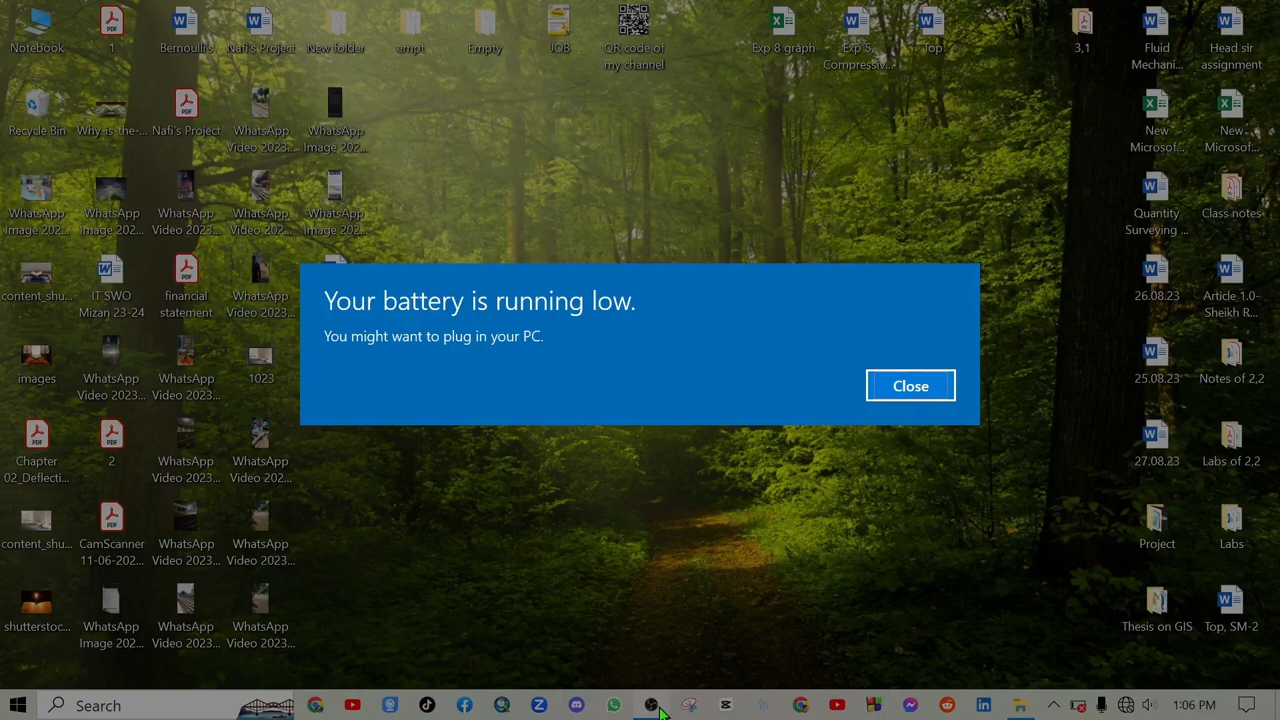 Notebook
1
Bernoullis
Nafi's Project
New folder
empt
Empty
JOB
QR code of
my channel
Exp 8 graph
Exp 5,
Compressiv...
Top
3,1
Fluid
Mechani...
Head sir
assignment
Recycle Bin
Why-is-the-...
Nafi's Project
WhatsApp
Video 2023...
WhatsApp
Image 202...
New
Microsof...
New
Microsof...
WhatsApp
Image 202...
WhatsApp
Image 202...
WhatsApp
Video 2023...
WhatsApp
Video 202...
WhatsApp
Image 202...
Quantity
Surveying ...
Class notes
content_shu...
IT SWO
Mizan 23-24
financial
statement
WhatsApp
Video 2023...
26.08.23
Article 1.0-
Sheikh R...
Your battery is running low.
You might want to plug in your PC.
Close
images
WhatsApp
Video 2023...
WhatsApp
Video 2023...
1023
25.08.23
Notes of 2,2
Chapter
02_Deflecti...
2
WhatsApp
Video 2023...
WhatsApp
Video 202...
27.08.23
Labs of 2,2
content_shu...
CamScanner
11-06-202...
WhatsApp
Video 2023...
WhatsApp
Video 2023...
Project
Labs
shutterstoc...
WhatsApp
Image 202...
WhatsApp
Video 2023...
WhatsApp
Video 2023...
Thesis on GIS
Top, SM-2
Search
1:06 PM